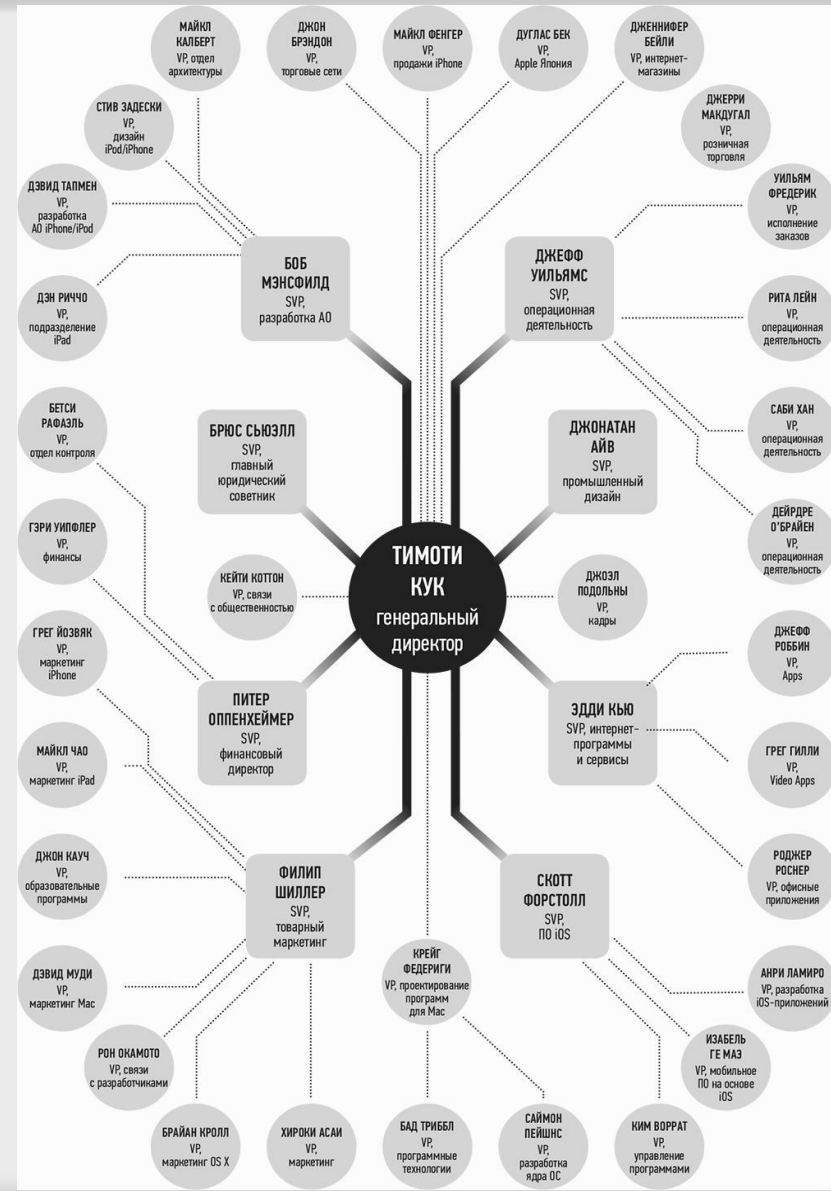 МАЙКЛ
КАЛБЕРТ
VP, отдел
архитектуры
ДЖОН
БРЭНДОН
VP,
торговые сети
МАЙКЛ ФЕНГЕР
VP,
продажи iPhone
ДУГЛАС БЕК
VP,
Apple Япония
ДЖЕННИФЕР
БЕЙЛИ
VP, интернет-
магазины
СТИВ ЗАДЕСКИ
VP,
дизайн
iPod/iPhone
ДЖЕРРИ
МАКДУГАЛ
VP,
розничная
торговля
ДЭВИД ТАПМЕН
VP,
разработка
АО iPhone/iPod
УИЛЬЯМ
ФРЕДЕРИК
VP,
исполнение
заказов
БОБ
МЭНСФИЛД
SVP,
разработка АО
ДЖЕФФ
УИЛЬЯМС
SVP,
операционная
деятельность
ДЭН РИЧЧО
VP,
подразделение
iPad
РИТА ЛЕЙН
VP,
операционная
деятельность
БЕТСИ
РАФАЭЛЬ
VP,
отдел контроля
БРЮС СЬЮЭЛЛ
SVP,
главный
юридический
советник
ДЖОНАТАН
АЙВ
SVP,
промышленный
дизайн
САБИ ХАН
VP,
операционная
деятельность
ГЭРИ УИПФЛЕР
VP,
финансы
ДЕЙРДРЕ
О'БРАЙЕН
VP,
операционная
деятельность
ТИМОТИ
КУК
генеральный
директор
КЕЙТИ КОТТОН
VP, связи
с общественностью
ДЖОЭЛ
ПОДОЛЬНЫ
VP,
кадры
ГРЕГ ЙОЗВЯК
VP,
маркетинг
iPhone
ДЖЕФФ
РОББИН
VP,
Apps
ПИТЕР
ОППЕНХЕЙМЕР
SVP,
финансовый
директор
ЭДДИ КЬЮ
SVP, интернет-
программы
и сервисы
МАЙКЛ ЧАО
VP,
маркетинг iPad
ГРЕГ ГИЛЛИ
VP,
Video Apps
ДЖОН КАУЧ
VP,
образовательные
программы
ФИЛИП
ШИЛЛЕР
SVP,
товарный
маркетинг
СКОТТ
ФОРСТОЛЛ
SVP,
ПО iOS
РОДЖЕР
РОСНЕР
VP, офисные
приложения
ДЭВИД МУДИ
VP,
маркетинг Mac
КРЕЙГ
ФЕДЕРИГИ
VP, проектирование
программ
для Mac
АНРИ ЛАМИРО
VP, разработка
iOS-приложений
РОН ОКАМОТО
VP, связи
с разработчиками
ИЗАБЕЛЬ
ГЕ МАЭ
VP, мобильное
ПО на основе
iOS
БРАЙАН КРОЛЛ
VP,
маркетинг OS X
ХИРОКИ АСАИ
VP,
маркетинг
БАД ТРИББЛ
VP,
программные
технологии
САЙМОН
ПЕЙШНС
VP,
разработка
ядра ОС
КИМ ВОРРАТ
VP,
управление
программами